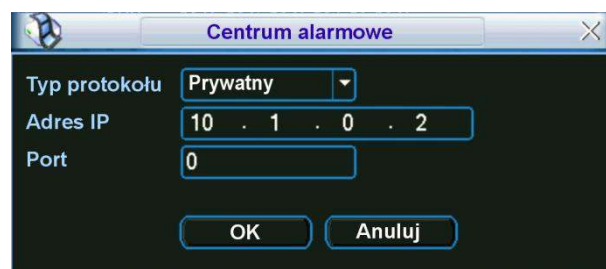 Centrum alarmowe
Typ protokołu Prywatny
Adres IP 10 . 1 . 0 . 2
Port 0
OK Anuluj